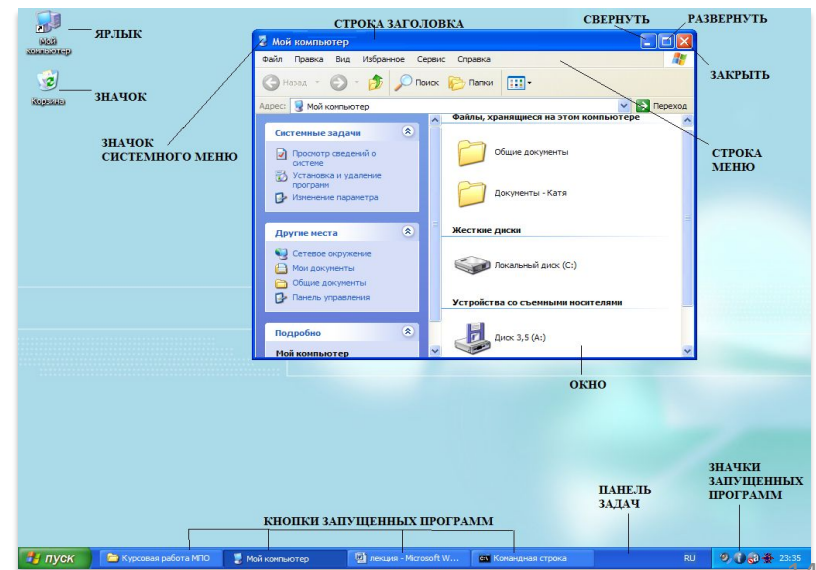 СТРОКА ЗАГОЛОВКА
СВЕРНУТЬ
РАЗВЕРНУТЬ
ЯРЛЫК
Мой
компьютер
Мой компьютер
Файл Правка Вид Избранное Сервис Справка
Назад
Поиск
Папки
ЗАКРЫТЬ
ЗНАЧОК
Корзина
Адрес:
Мой компьютер
Переход
ЗНАЧОК
СИСТЕМНОГО МЕНЮ
СТРОКА
МЕНЮ
Системные задачи
Просмотр сведений о
системе
Установка и удаление
программ
Изменение параметра
Другие места
Сетевое окружение
Мои документы
Общие документы
Панель управления
Подробно
Мой компьютер
Файлы, хранящиеся на этом компьютере
Общие документы
Документы - Катя
Жесткие диски
Локальный диск (C:)
Устройства со съемными носителями
Диск 3,5 (A:)
ОКНО
ЗНАЧКИ
ЗАПУЩЕННЫХ
ПРОГРАММ
ПАНЕЛЬ
ЗАДАЧ
КНОПКИ ЗАПУЩЕННЫХ ПРОГРАММ
пуск
Курсовая работа МПО
Мой компьютер
лекция - Microsoft W...
Командная строка
RU
23:35